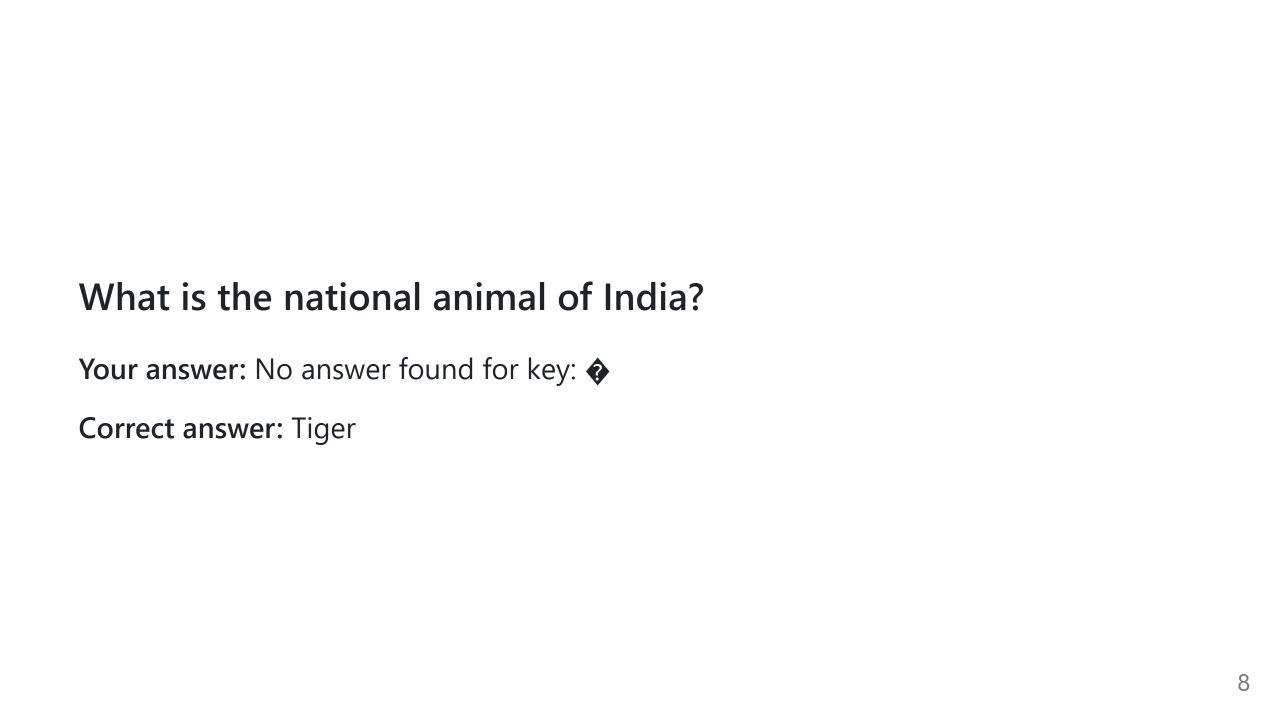 What is the national animal of India?
Your answer: No answer found for key: �
Correct answer: Tiger
8